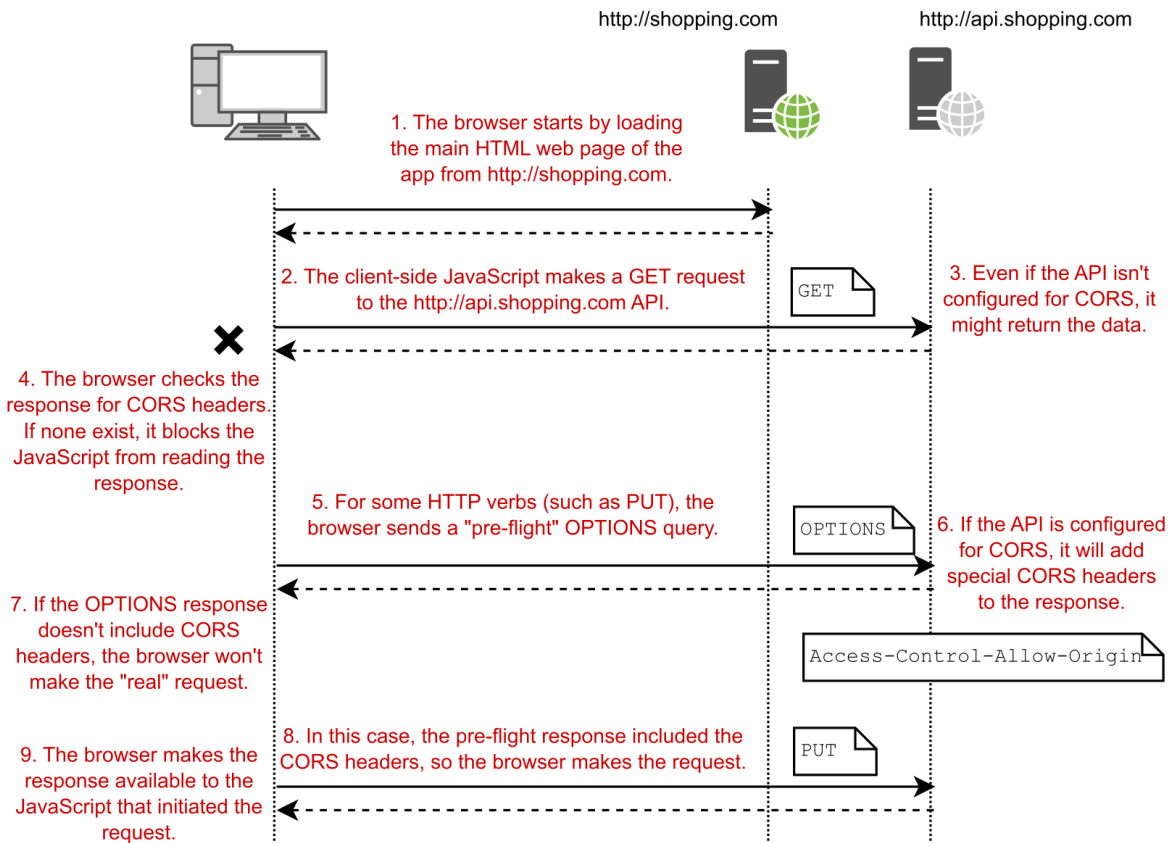 http://shopping.com
http://api.shopping.com
1. The browser starts by loading
the main HTML web page of the
app from http://shopping.com.
2. The client-side JavaScript makes a GET request
to the http://api.shopping.com API.
GET
3. Even if the API isn't
configured for CORS, it
might return the data.
4. The browser checks the
response for CORS headers.
If none exist, it blocks the
JavaScript from reading the
response.
5. For some HTTP verbs (such as PUT), the
browser sends a "pre-flight" OPTIONS query.
OPTIONS
6. If the API is configured
for CORS, it will add
special CORS headers
to the response.
7. If the OPTIONS response
doesn't include CORS
headers, the browser won't
make the "real" request.
Access-Control-Allow-Origin
8. In this case, the pre-flight response included the
CORS headers, so the browser makes the request.
PUT
9. The browser makes the
response available to the
JavaScript that initiated the
request.